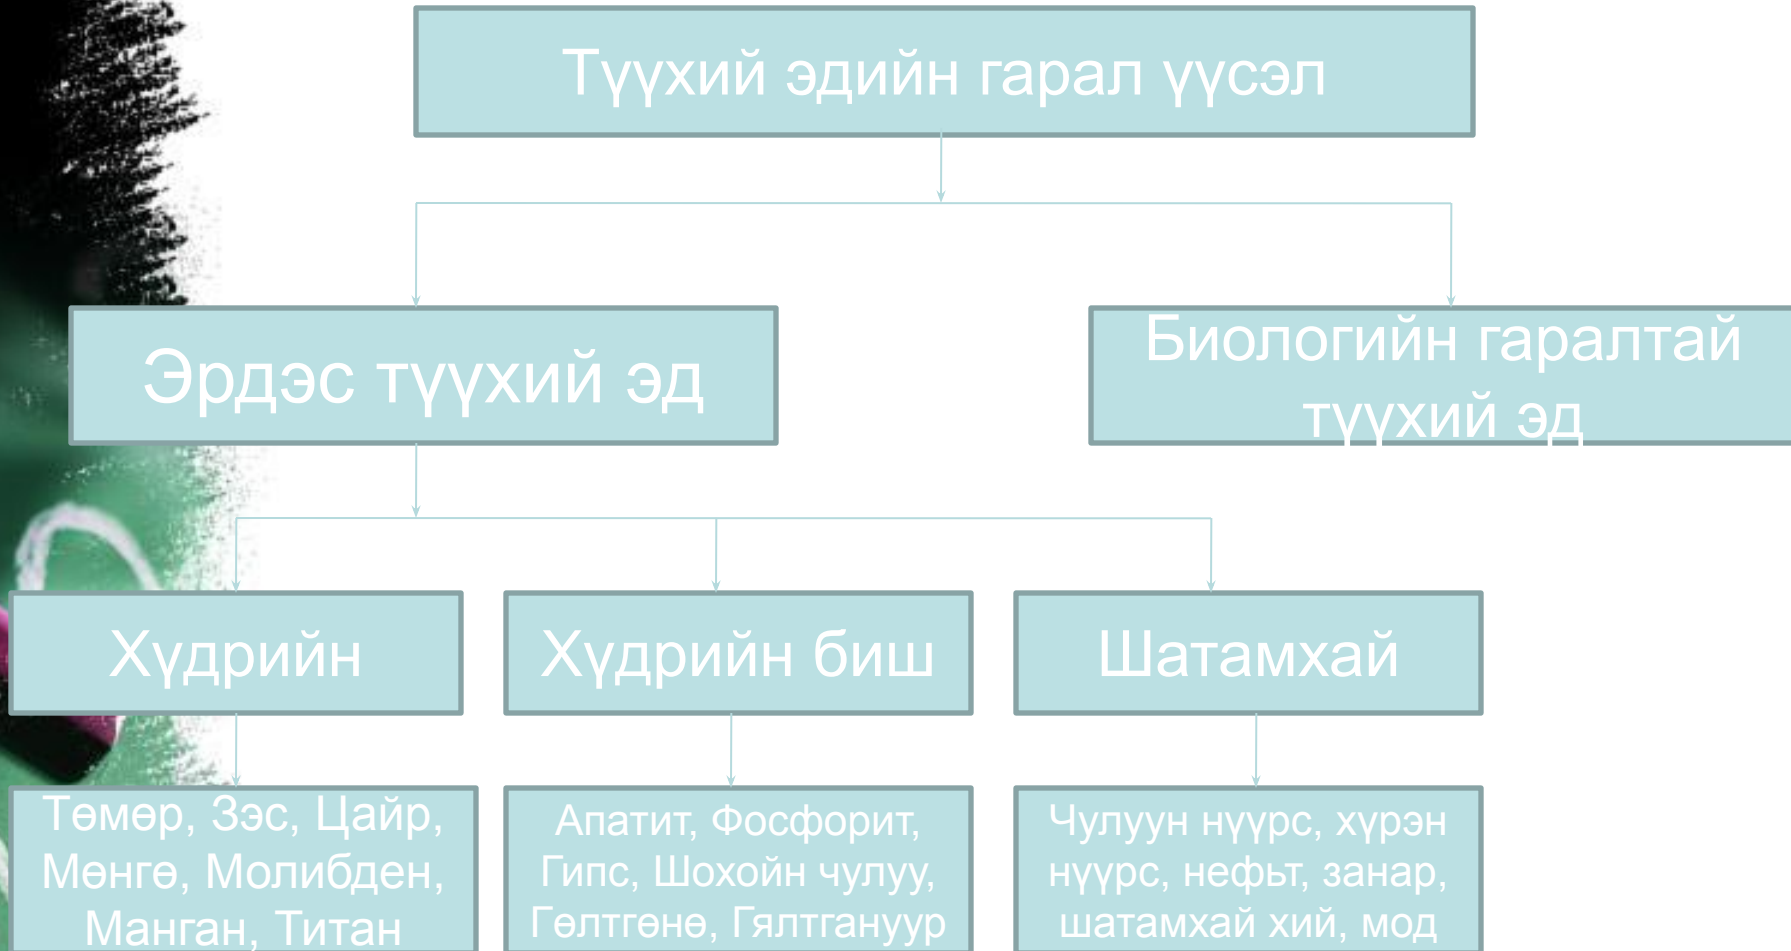 Түүхий эдийн гарал үүсэл
Эрдэс түүхий эд
Биологийн гаралтай
түүхий эд
Хүдрийн
Хүдрийн биш
Шатамхай
Төмөр, Зэс, Цайр,
Мөнгө, Молибден,
Манган, Титан
Апатит, Фосфорит,
Гипс, Шохойн чулуу,
Гөлтгөнө, Гялтгануур
Чулуун нүүрс, хүрэн
нүүрс, нефьт, занар,
шатамхай хий, мод